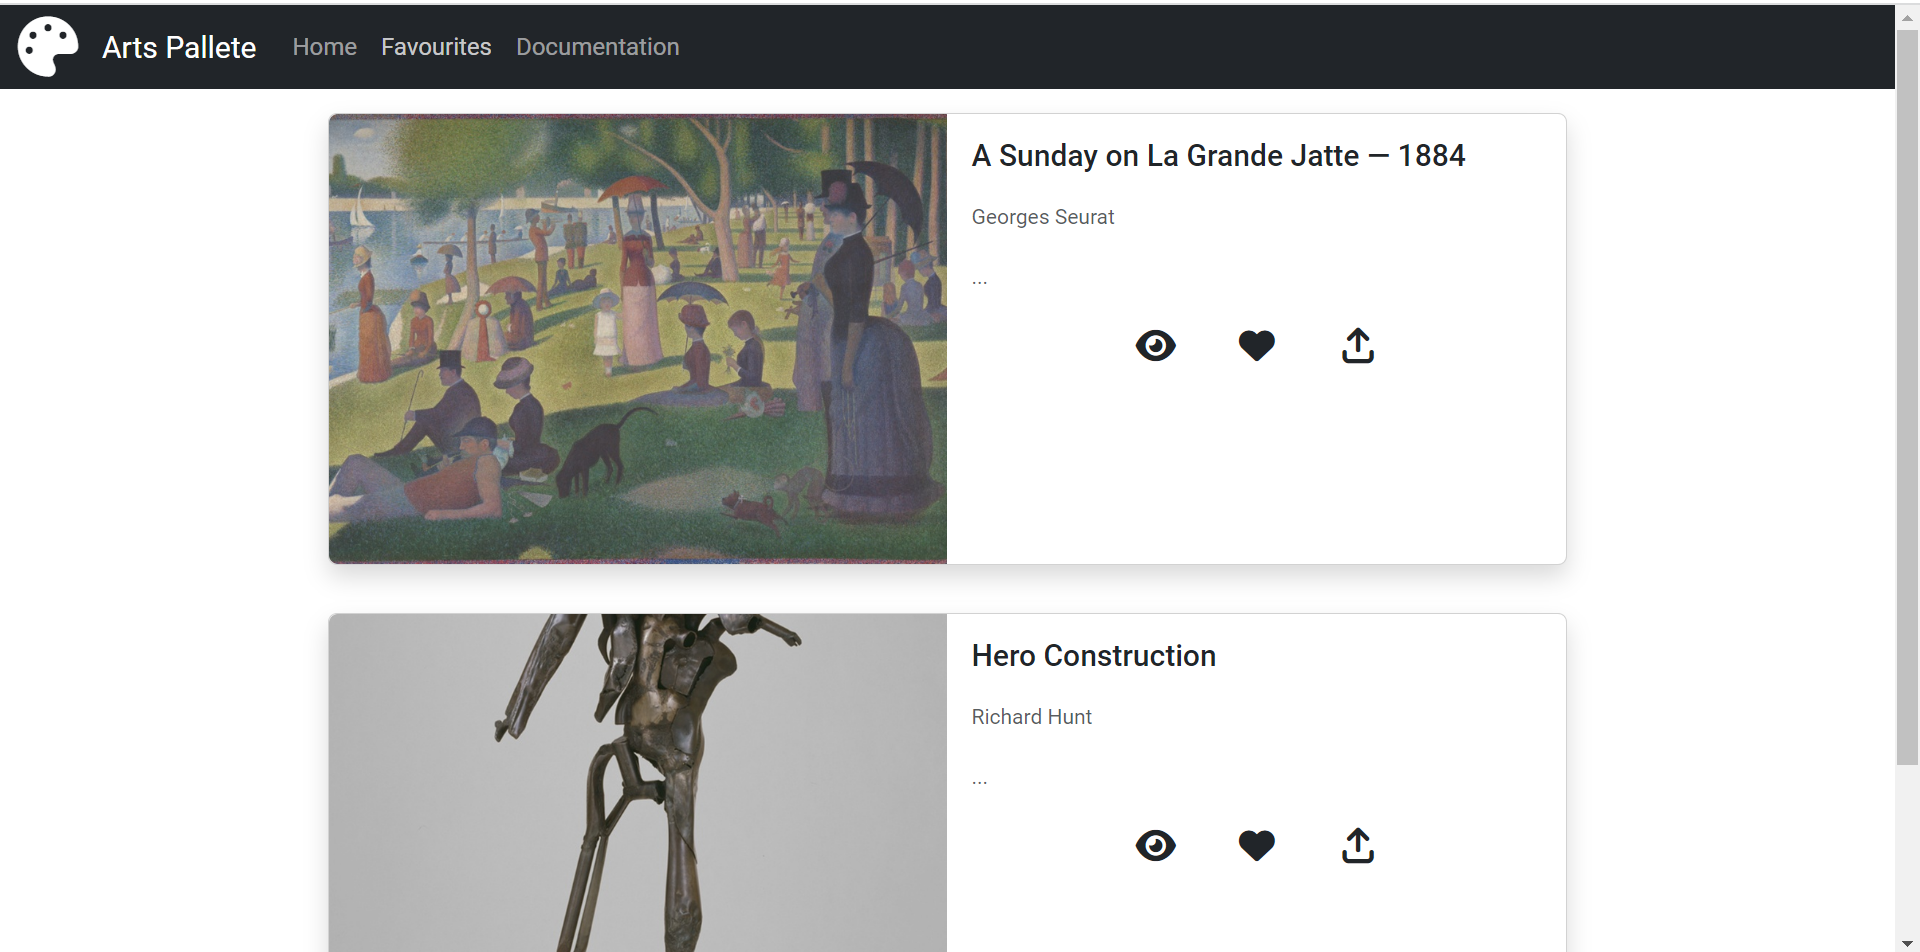 Arts Pallete Home Favourites Documentation
A Sunday on La Grande Jatte — 1884
Georges Seurat
...
Hero Construction
Richard Hunt
...